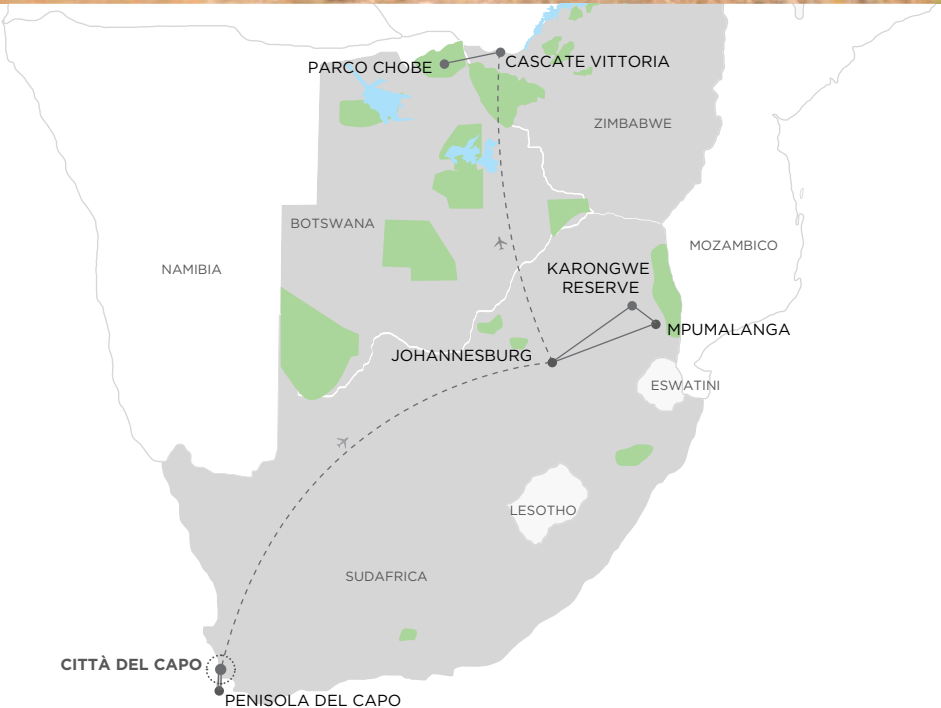 PARCO CHOBE
CASCATE VITTORIA
ZIMBABWE
BOTSWANA
MOZAMBICO
NAMIBIA
KARONGWE
RESERVE
MPUMALANGA
JOHANNESBURG
ESWATINI
LESOTHO
SUDAFRICA
CITTÀ DEL CAPO
PENISOLA DEL CAPO